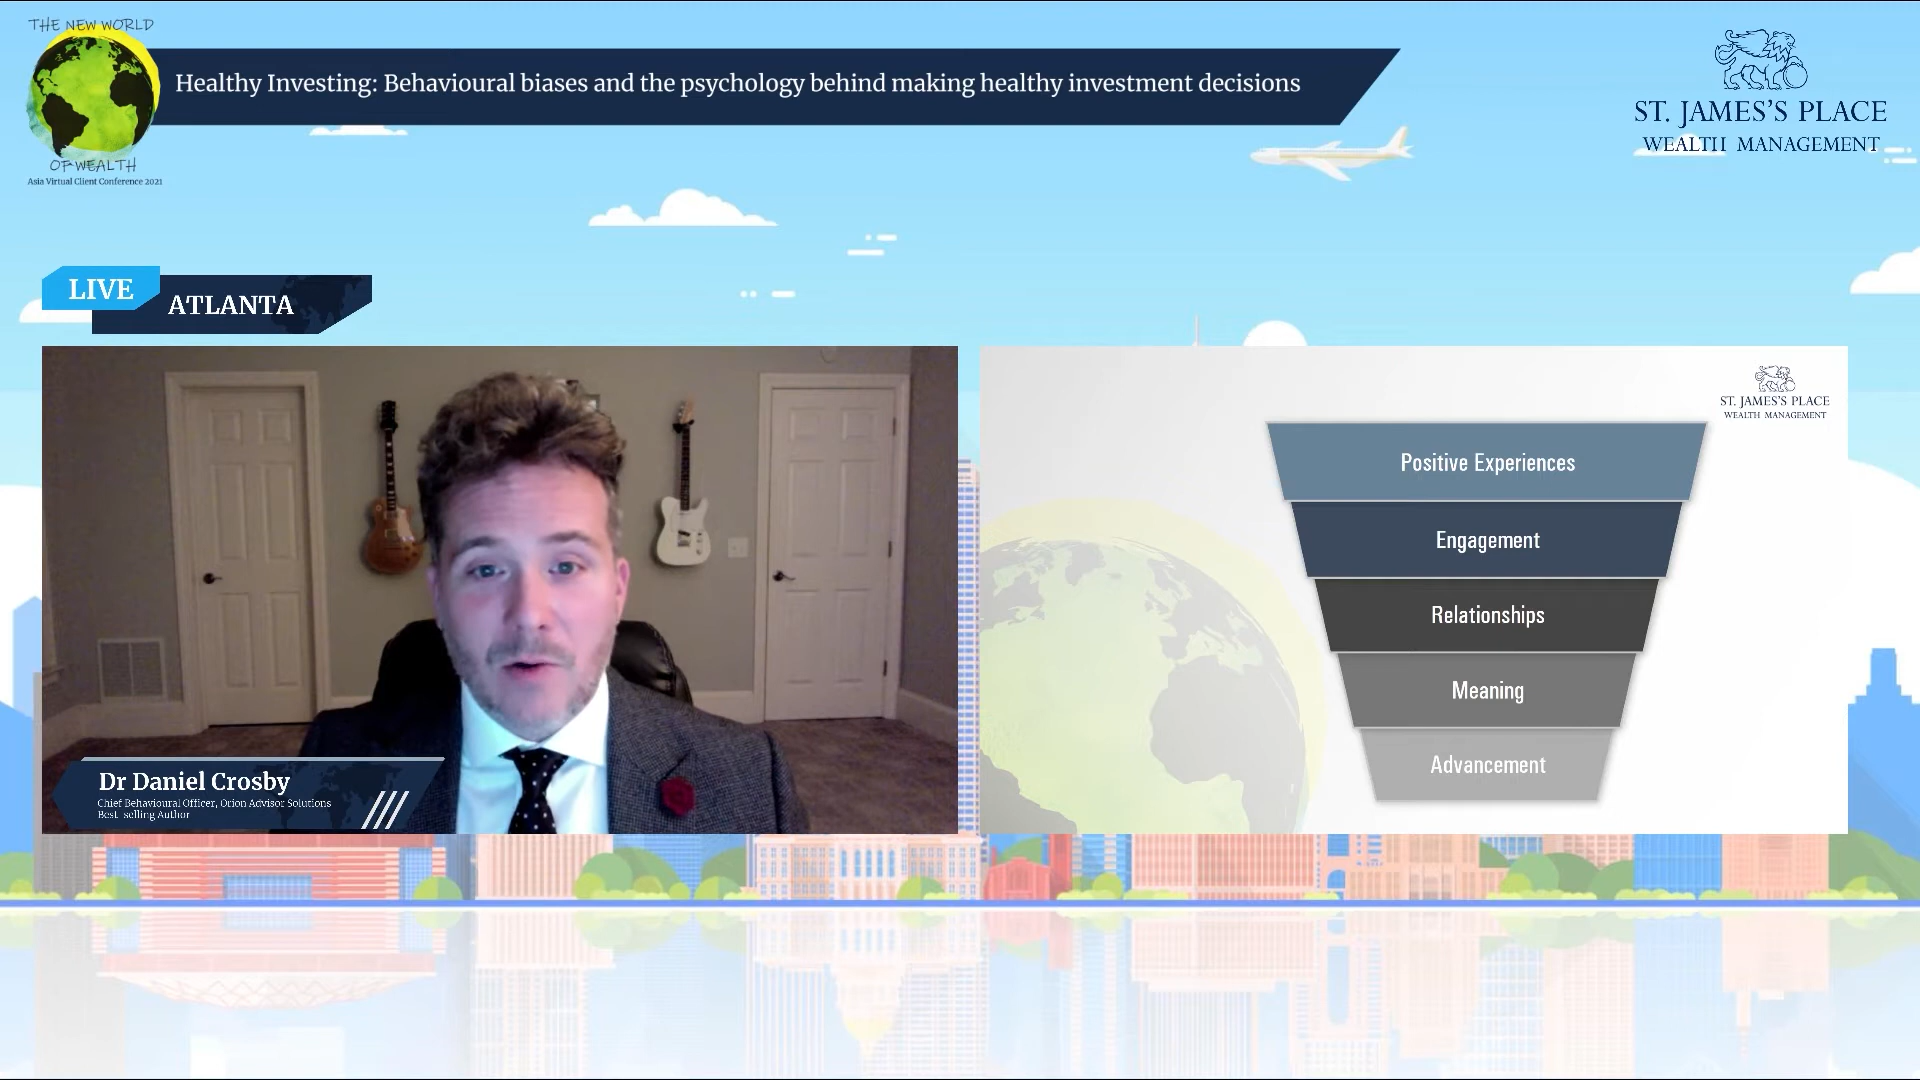 THE NEW WORLD
OF WEALTH
Asia Virtual Client Conference 2021
Healthy Investing: Behavioural biases and the psychology behind making healthy investment decisions
ST. JAMES'S PLACE
WEALTH MANAGEMENT
LIVE
ATLANTA
Dr Daniel Crosby
Chief Behavioural Officer, Orion Advisor Solutions
Best-selling Author
ST. JAMES'S PLACE
WEALTH MANAGEMENT
Positive Experiences
Engagement
Relationships
Meaning
Advancement